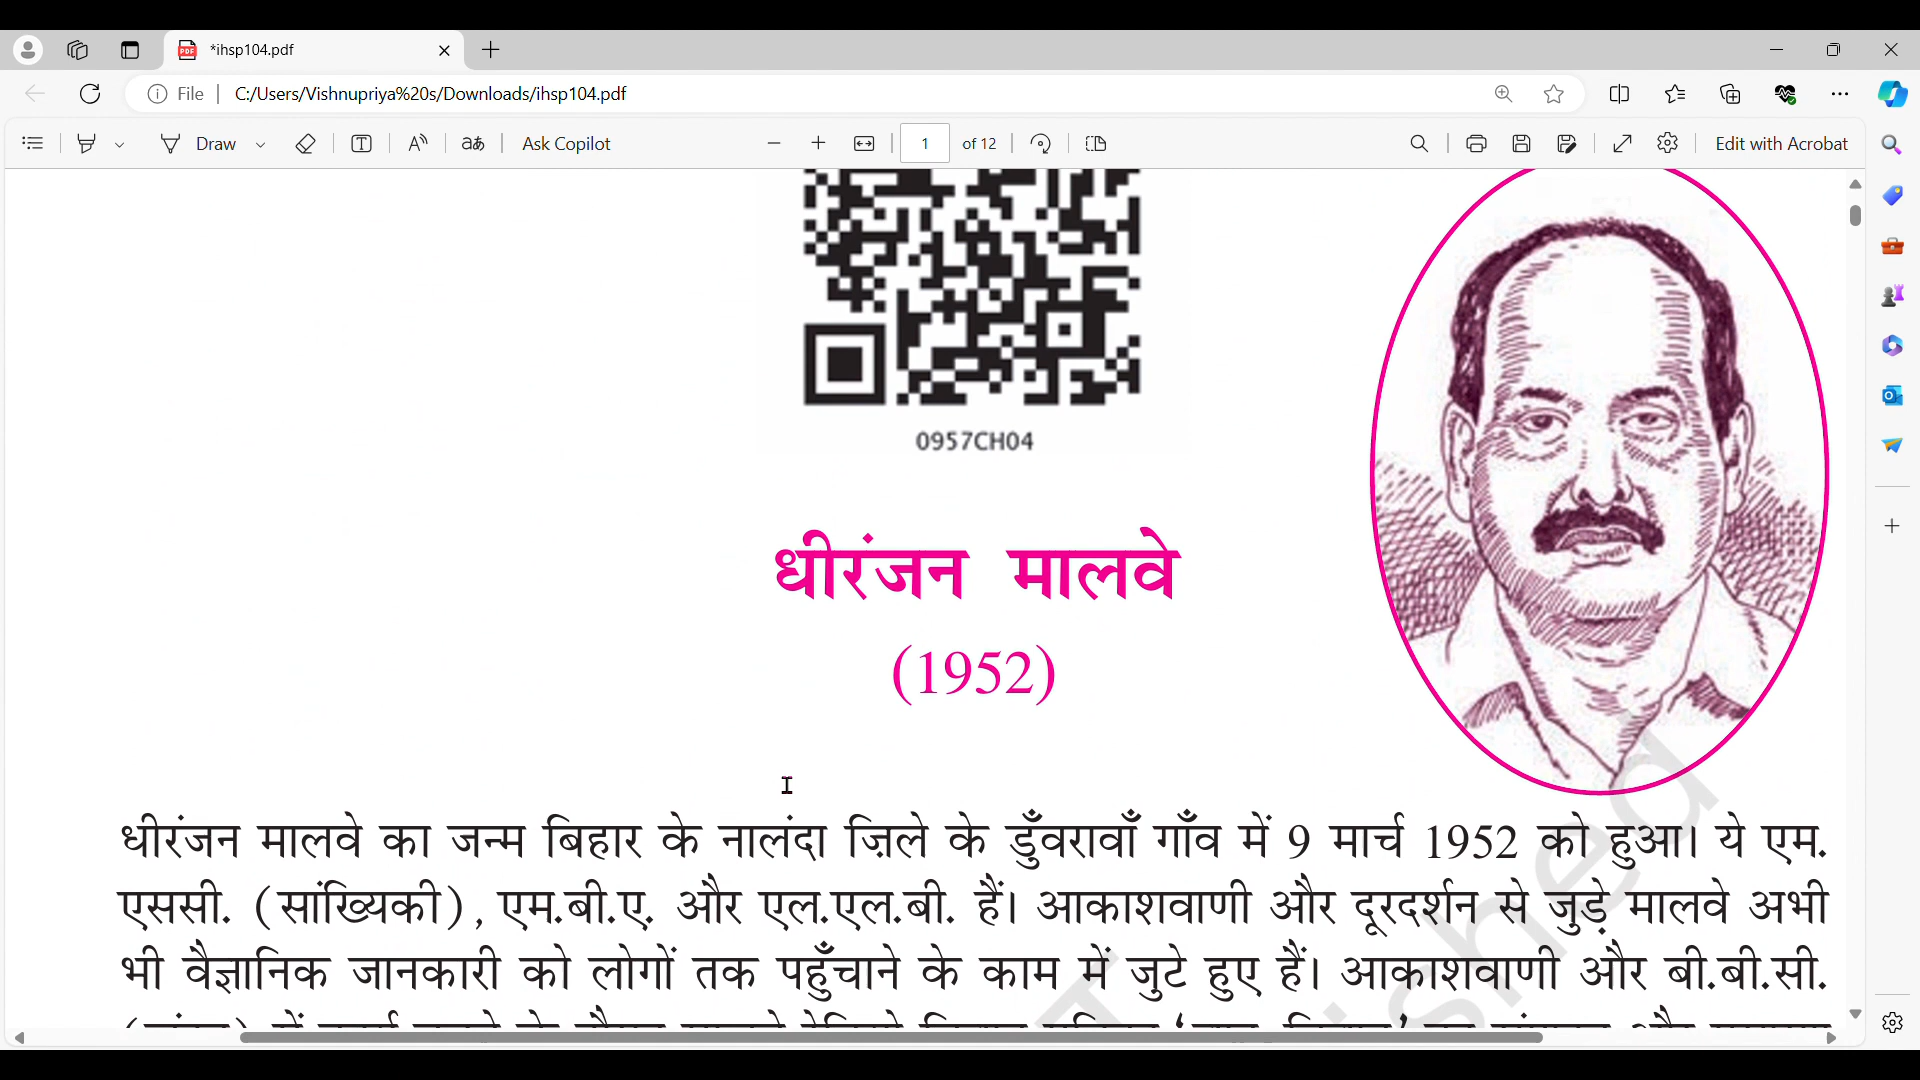 *ihsp104.pdf
File
C:/Users/Vishnupriya%20s/Downloads/ihsp104.pdf
Draw
aあ
Ask Copilot
1 of 12
Edit with Acrobat
0957CH04
धीरंजन मालवे
(1952)
धीरंजन मालवे का जन्म बिहार के नालंदा ज़िले के डुँवरावाँ गाँव में 9 मार्च 1952 को हुआ। ये एम.
एससी. (सांख्यिकी), एम.बी.ए. और एल.एल.बी. हैं। आकाशवाणी और दूरदर्शन से जुड़े मालवे अभी
भी वैज्ञानिक जानकारी को लोगों तक पहुँचाने के काम में जुटे हुए हैं। आकाशवाणी और बी.बी.सी.